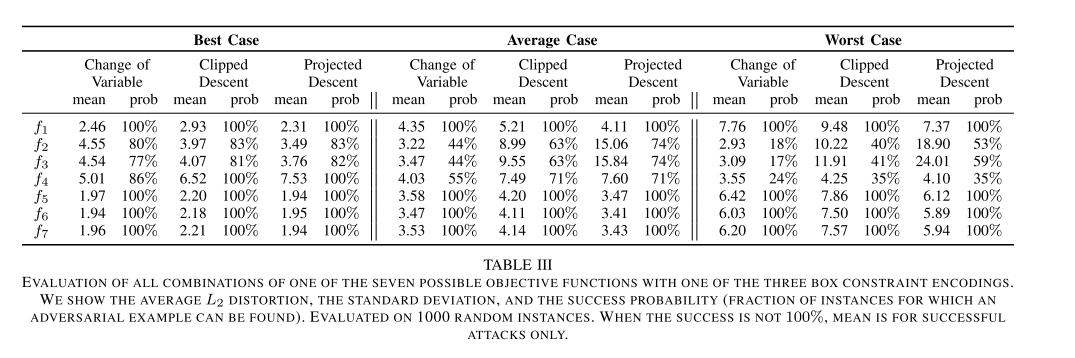 Best Case Average Case Worst Case
Change of Clipped Projected Change of Clipped Projected Change of Clipped Projected
Variable Descent Descent Variable Descent Descent Variable Descent Descent
mean prob mean prob mean prob mean prob mean prob mean prob mean prob mean prob mean prob
f1 2.46 100% 2.93 100% 2.31 100% 4.35 100% 5.21 100% 4.11 100% 7.76 100% 9.48 100% 7.37 100%
f2 4.55 80% 3.97 83% 3.49 83% 3.22 44% 8.99 63% 15.06 74% 2.93 18% 10.22 40% 18.90 53%
f3 4.54 77% 4.07 81% 3.76 82% 3.47 44% 9.55 63% 15.84 74% 3.09 17% 11.91 41% 24.01 59%
f4 5.01 86% 6.52 100% 7.53 100% 4.03 55% 7.49 71% 7.60 71% 3.55 24% 4.25 35% 4.10 35%
f5 1.97 100% 2.20 100% 1.94 100% 3.58 100% 4.20 100% 3.47 100% 6.42 100% 7.86 100% 6.12 100%
f6 1.94 100% 2.18 100% 1.95 100% 3.47 100% 4.11 100% 3.41 100% 6.03 100% 7.50 100% 5.89 100%
f7 1.96 100% 2.21 100% 1.94 100% 3.53 100% 4.14 100% 3.43 100% 6.20 100% 7.57 100% 5.94 100%
TABLE III
EVALUATION OF ALL COMBINATIONS OF ONE OF THE SEVEN POSSIBLE OBJECTIVE FUNCTIONS WITH ONE OF THE THREE BOX CONSTRAINT ENCODINGS.
WE SHOW THE AVERAGE L2 DISTORTION, THE STANDARD DEVIATION, AND THE SUCCESS PROBABILITY (FRACTION OF INSTANCES FOR WHICH AN
ADVERSARIAL EXAMPLE CAN BE FOUND). EVALUATED ON 1000 RANDOM INSTANCES. WHEN THE SUCCESS IS NOT 100%, MEAN IS FOR SUCCESSFUL
ATTACKS ONLY.